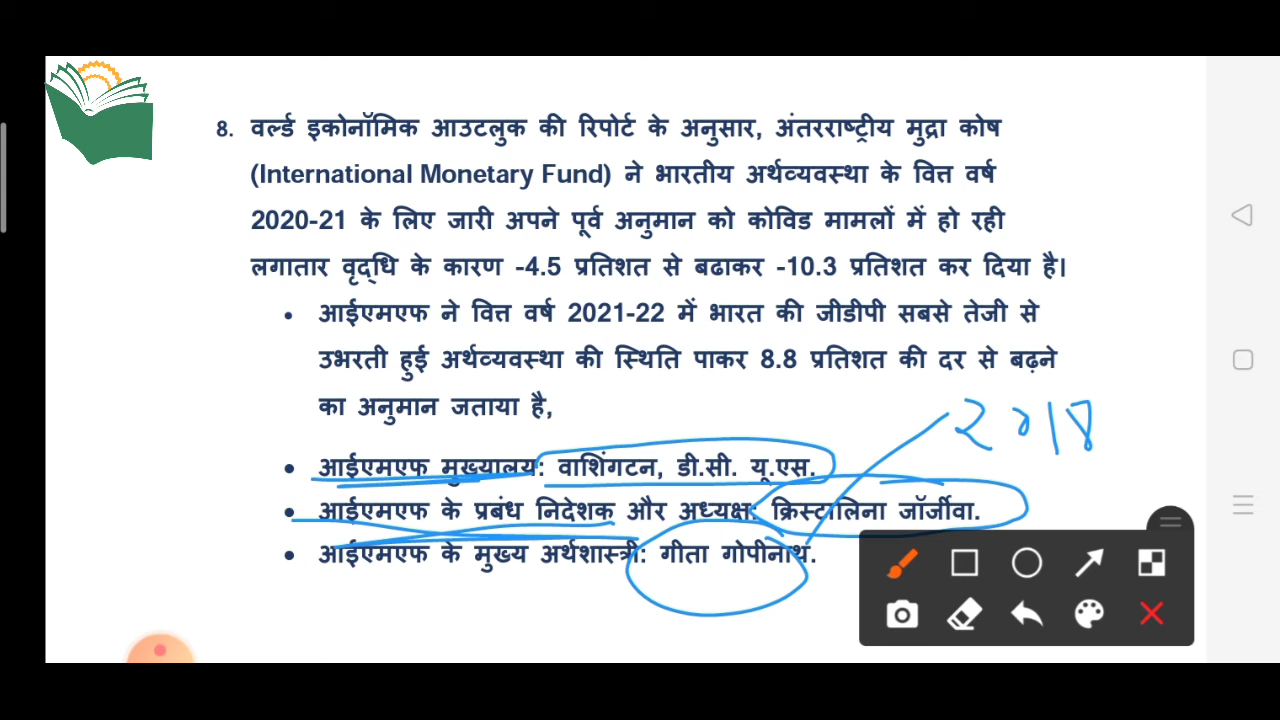 8. वर्ल्ड इकोनॉमिक आउटलुक की रिपोर्ट के अनुसार, अंतरराष्ट्रीय मुद्रा कोष
(International Monetary Fund) ने भारतीय अर्थव्यवस्था के वित्त वर्ष
2020-21 के लिए जारी अपने पूर्व अनुमान को कोविड मामलों में हो रही
लगातार वृद्धि के कारण -4.5 प्रतिशत से बढाकर -10.3 प्रतिशत कर दिया है।
• आईएमएफ ने वित्त वर्ष 2021-22 में भारत की जीडीपी सबसे तेजी से
उभरती हुई अर्थव्यवस्था की स्थिति पाकर 8.8 प्रतिशत की दर से बढ़ने
का अनुमान जताया है,
2018
• आईएमएफ मुख्यालय: वाशिंगटन, डी.सी. यू.एस.
• आईएमएफ के प्रबंध निदेशक और अध्यक्ष: क्रिस्टालिना जॉर्जीवा.
• आईएमएफ के मुख्य अर्थशास्त्री: गीता गोपीनाथ.